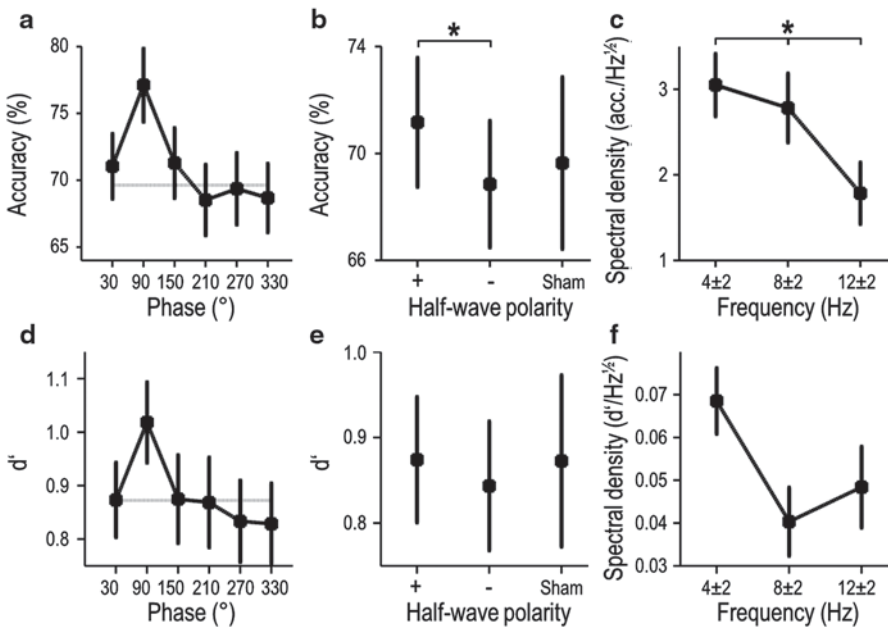 a
80
75
70
65
Accuracy (%)
30 90 150 210 270 330
Phase (°)
b
*
74
70
66
Accuracy (%)
+ - Sham
Half-wave polarity
c
*
3
2
1
Spectral density (acc./Hz½)
4±2 8±2 12±2
Frequency (Hz)
d
1.1
1.0
0.9
0.8
d‘
30 90 150 210 270 330
Phase (°)
e
1.0
0.9
0.8
d‘
+ - Sham
Half-wave polarity
f
0.07
0.06
0.05
0.04
0.03
Spectral density (d‘/Hz½)
4±2 8±2 12±2
Frequency (Hz)